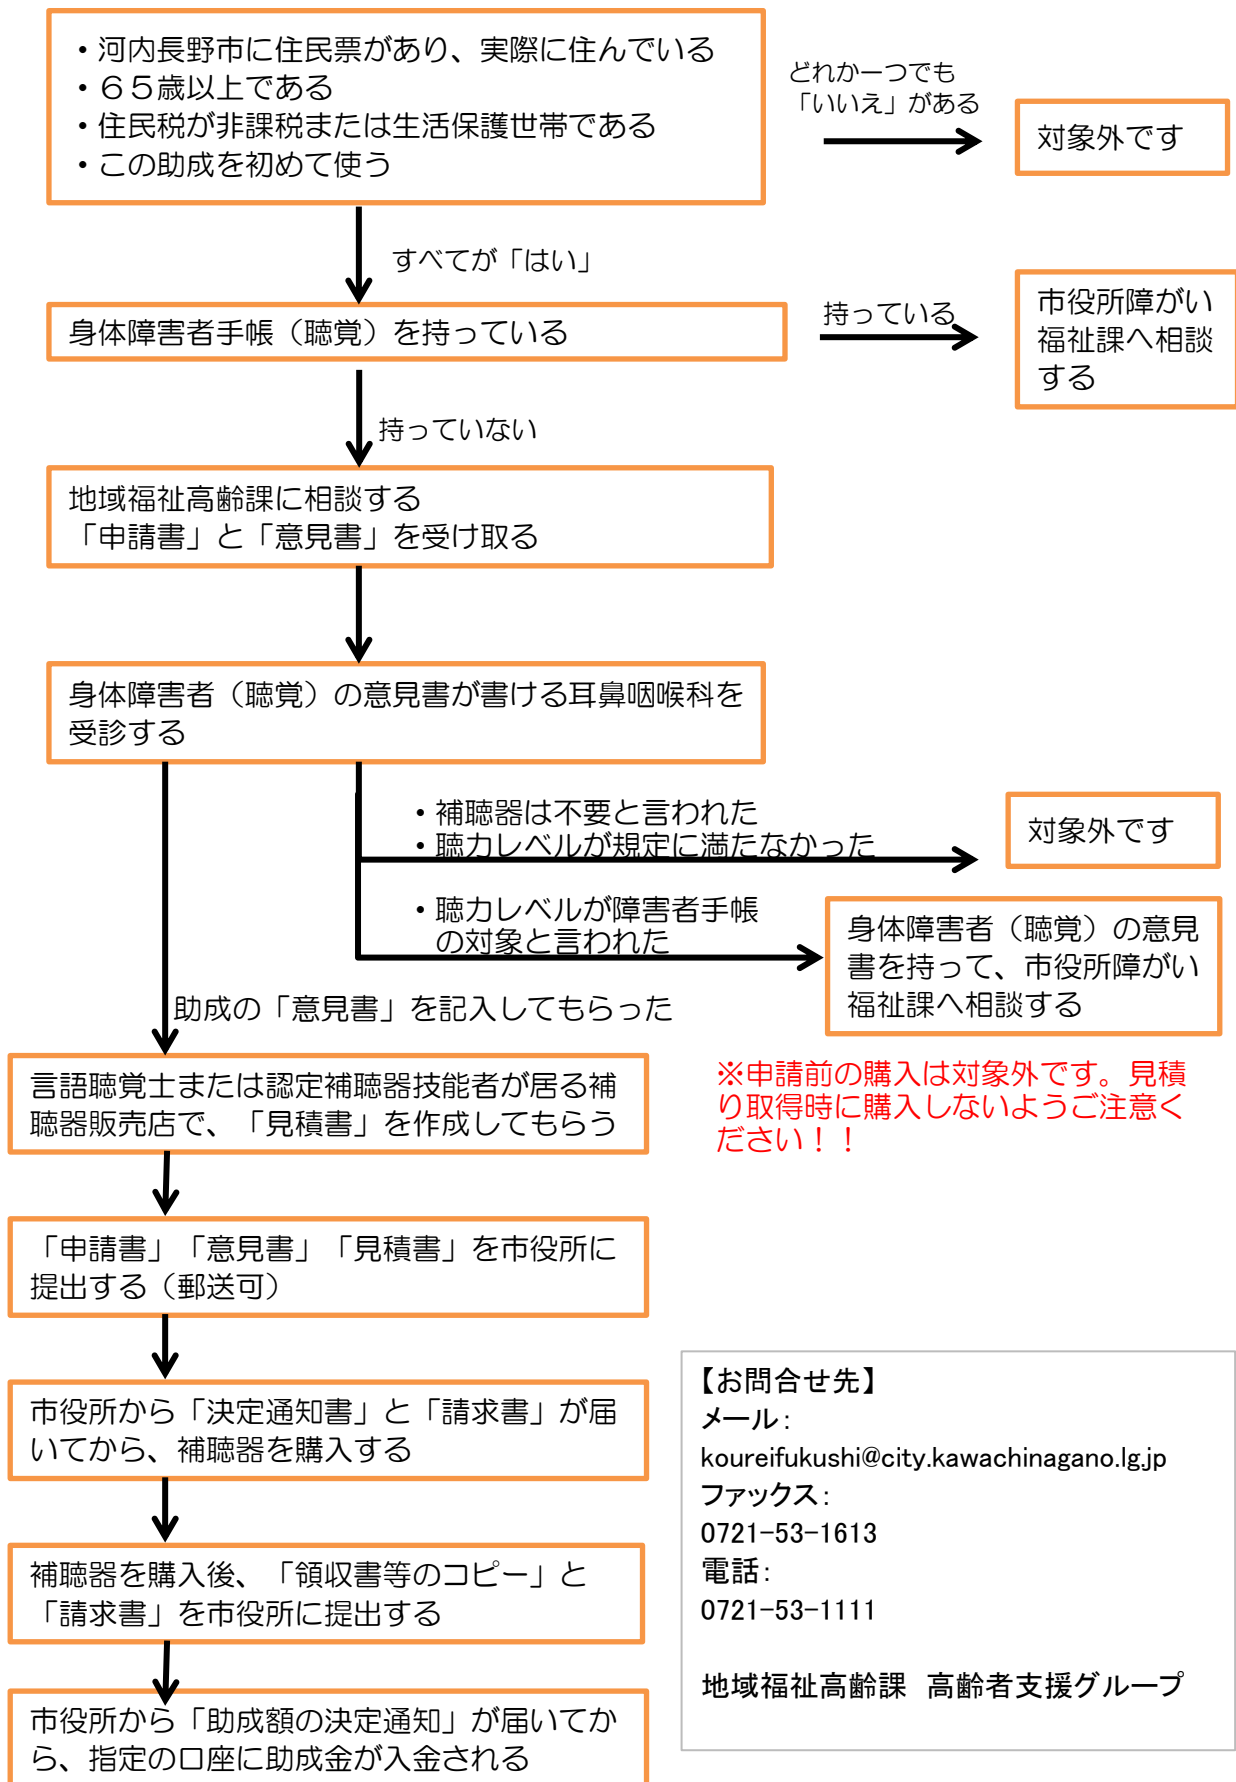 ・河内長野市に住民票があり、実際に住んでいる
・６５歳以上である
・住民税が非課税または生活保護世帯である
・この助成を初めて使う
どれか一つでも
「いいえ」がある
対象外です
すべてが「はい」
身体障害者手帳（聴覚）を持っている
持っている
市役所障がい
福祉課へ相談
する
持っていない
地域福祉高齢課に相談する
「申請書」と「意見書」を受け取る
身体障害者（聴覚）の意見書が書ける耳鼻咽喉科を
受診する
・補聴器は不要と言われた
・聴力レベルが規定に満たなかった
対象外です
・聴力レベルが障害者手帳
の対象と言われた
身体障害者（聴覚）の意見
書を持って、市役所障がい
福祉課へ相談する
助成の「意見書」を記入してもらった
言語聴覚士または認定補聴器技能者が居る補
聴器販売店で、「見積書」を作成してもらう
※申請前の購入は対象外です。見積
り取得時に購入しないようご注意く
ださい！！
「申請書」「意見書」「見積書」を市役所に
提出する（郵送可）
市役所から「決定通知書」と「請求書」が届
いてから、補聴器を購入する
補聴器を購入後、「領収書等のコピー」と
「請求書」を市役所に提出する
市役所から「助成額の決定通知」が届いてか
ら、指定の口座に助成金が入金される
【お問合せ先】
メール：
koureifukushi@city.kawachinagano.lg.jp
ファックス：
0721-53-1613
電話：
0721-53-1111
地域福祉高齢課　高齢者支援グループ